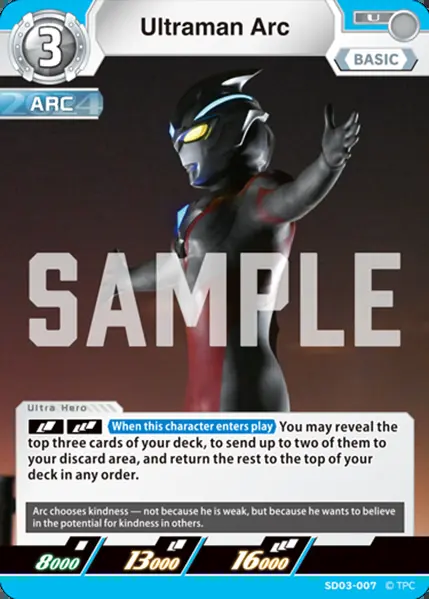 3
Ultraman Arc
U
BASIC
2 ARC 4
SAMPLE
Ultra Hero
When this character enters play You may reveal the
top three cards of your deck, to send up to two of them to
your discard area, and return the rest to the top of your
deck in any order.
Arc chooses kindness — not because he is weak, but because he wants to believe
in the potential for kindness in others.
8000 13000 16000
SD03-007 © TPC